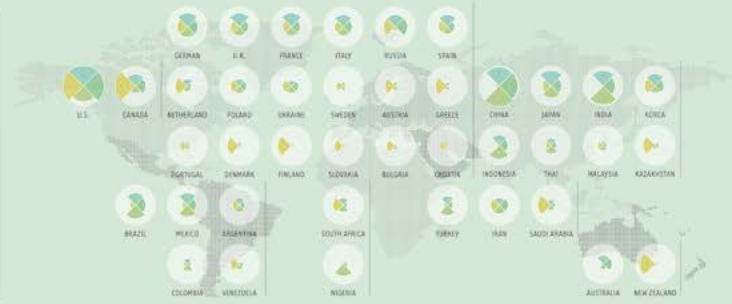 GERMAN U.K. FRANCE ITALY RUSSIA SPAIN
U.S. CANADA NETHERLAND POLAND UKRAINE SWEDEN AUSTRIA GREECE CHINA JAPAN INDIA KOREA
PORTUGAL DENMARK FINLAND SLOVAKIA BULGARIA CROATIA INDONESIA THAI MALAYSIA KAZAKHSTAN
BRAZIL MEXICO ARGENTINA SOUTH AFRICA TURKEY IRAN SAUDI ARABIA
COLOMBIA VENEZUELA NIGERIA AUSTRALIA NEW ZEALAND